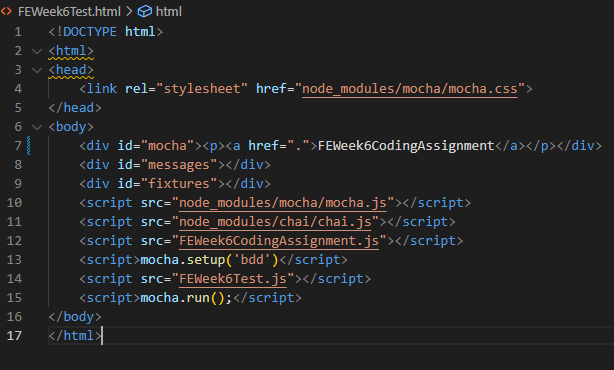 FEWeek6Test.html > html
1 <!DOCTYPE html>
2 <html>
3 <head>
4 <link rel="stylesheet" href="node_modules/mocha/mocha.css">
5 </head>
6 <body>
7 <div id="mocha"><p><a href=".">FEWeek6CodingAssignment</a></p></div>
8 <div id="messages"></div>
9 <div id="fixtures"></div>
10 <script src="node_modules/mocha/mocha.js"></script>
11 <script src="node_modules/chai/chai.js"></script>
12 <script src="FEWeek6CodingAssignment.js"></script>
13 <script>mocha.setup('bdd')</script>
14 <script src="FEWeek6Test.js"></script>
15 <script>mocha.run();</script>
16 </body>
17 </html>